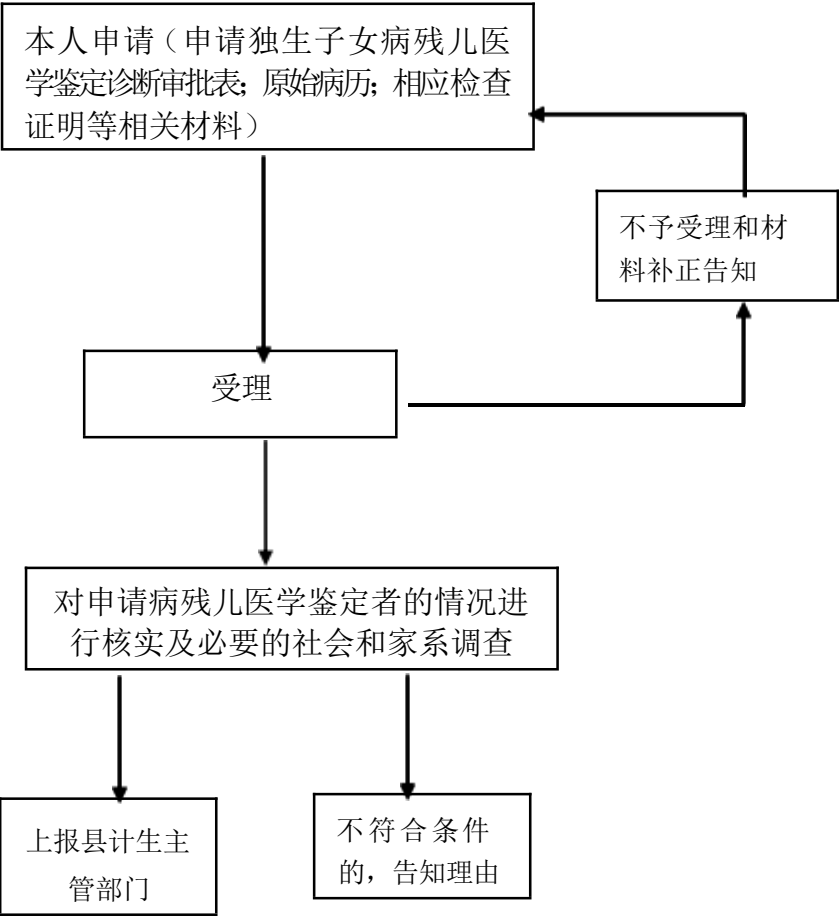 本人申请（申请独生子女病残儿医
学鉴定诊断审批表；原始病历；相应检查
证明等相关材料）
不予受理和材
料补正告知
受理
对申请病残儿医学鉴定者的情况进
行核实及必要的社会和家系调查
上报县计生主
管部门
不符合条件
的，告知理由